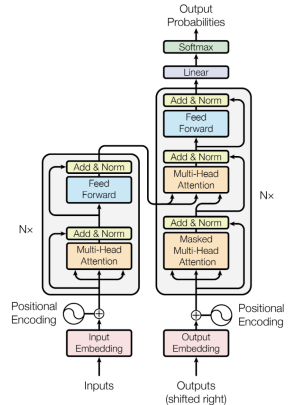 Output
Probabilities
Softmax
Linear
Add & Norm
Feed
Forward
Add & Norm
Multi-Head
Attention
Add & Norm
Masked
Multi-Head
Attention
N×
Positional
Encoding
Output
Embedding
Outputs
(shifted right)
Add & Norm
Feed
Forward
Add & Norm
Multi-Head
Attention
N×
Positional
Encoding
Input
Embedding
Inputs